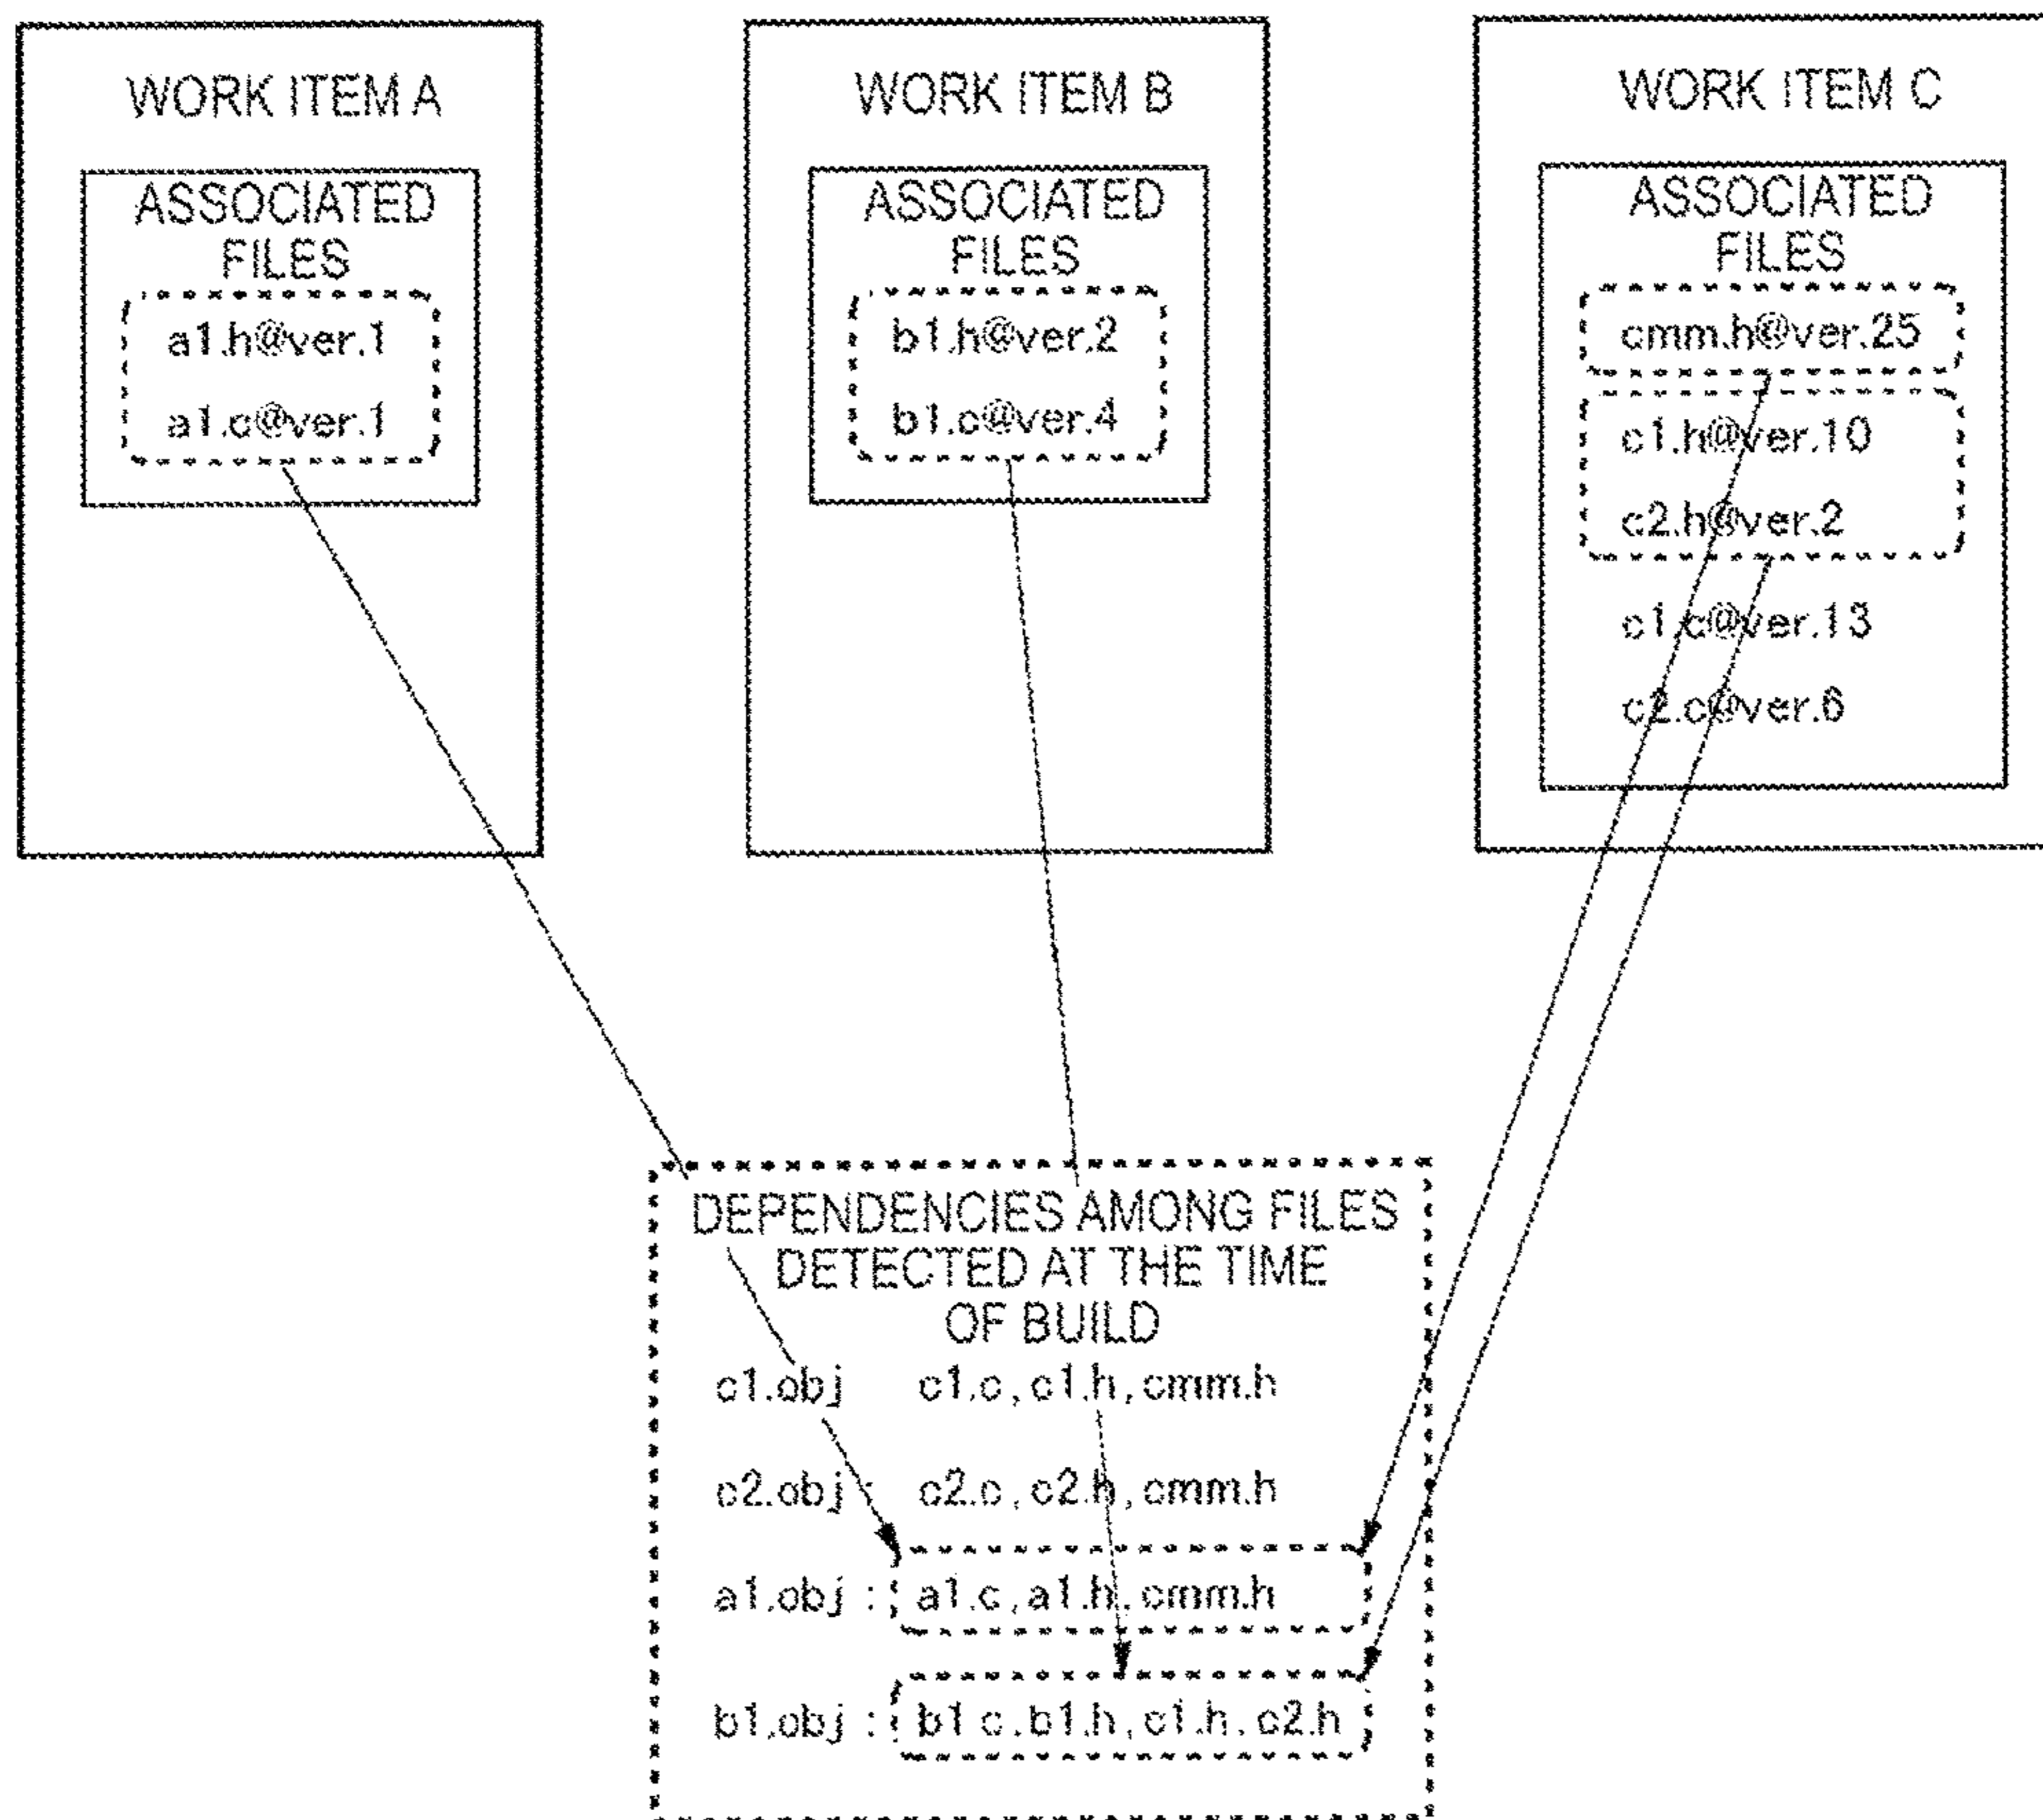 WORK ITEM A
ASSOCIATED
FILES
a1.h@ver.1
a1.c@ver.1
WORK ITEM B
ASSOCIATED
FILES
b1.h@ver.2
b1.c@ver.4
WORK ITEM C
ASSOCIATED
FILES
cmm.h@ver.25
c1.h@ver.10
c2.h@ver.2
c1.c@ver.13
c2.c@ver.6
DEPENDENCIES AMONG FILES
DETECTED AT THE TIME
OF BUILD
c1.obj c1.c,c1.h,cmm.h
c2.obj : c2.c,c2.h,cmm.h
a1.obj : a1.c,a1.h,cmm.h
b1.obj : b1.c,b1.h,c1.h,c2.h